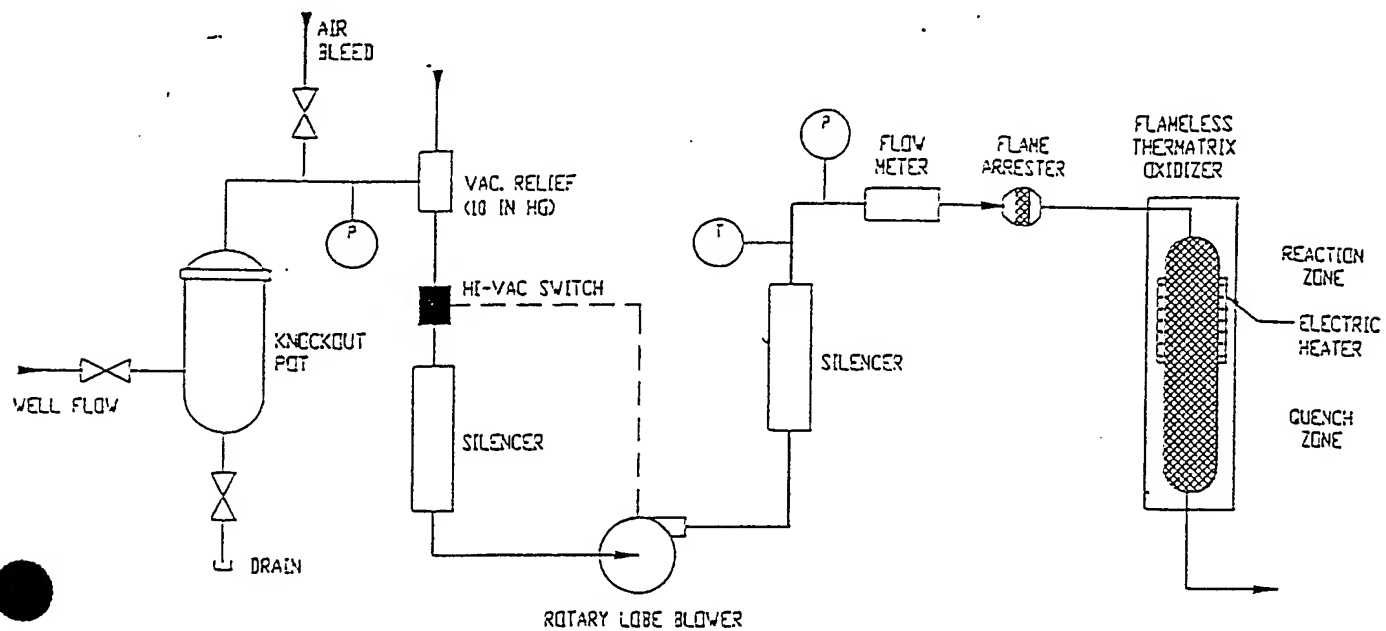 AIR
BLEED
VAC. RELIEF
(10 IN HG)
P
HI-VAC SWITCH
KNOCKOUT
POT
WELL FLOW
SILENCER
DRAIN
ROTARY LOBE BLOWER
T
P
SILENCER
FLOW
METER
FLAME
ARRESTER
FLAMELESS
THERMATRIX
OXIDIZER
REACTION
ZONE
ELECTRIC
HEATER
QUENCH
ZONE